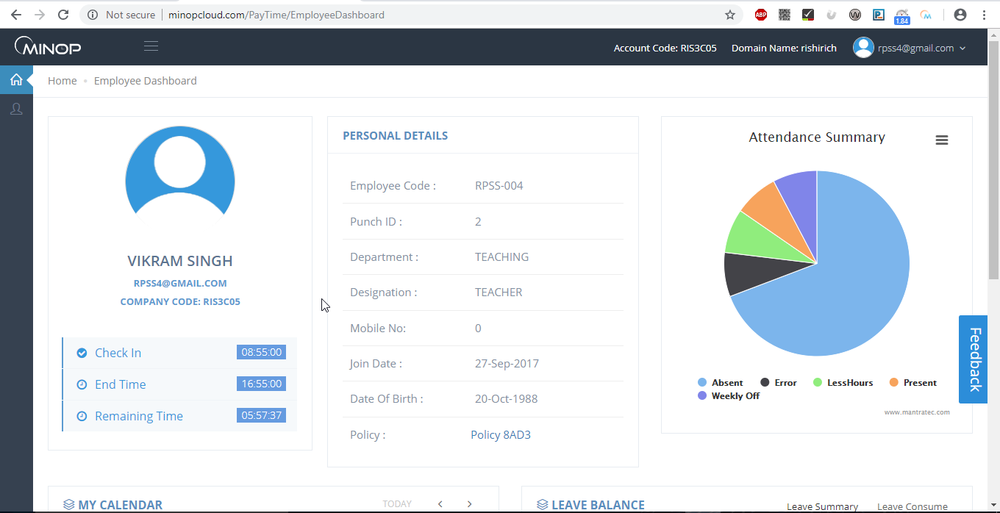 Not secure | minopcloud.com/PayTime/EmployeeDashboard
ABP
1.84
MINOP
Account Code: RIS3C05 Domain Name: rishirich rpss4@gmail.com
Home Employee Dashboard
VIKRAM SINGH
RPSS4@GMAIL.COM
COMPANY CODE: RIS3C05
Check In 08:55:00
End Time 16:55:00
Remaining Time 05:57:37
PERSONAL DETAILS
Employee Code : RPSS-004
Punch ID : 2
Department : TEACHING
Designation : TEACHER
Mobile No: 0
Join Date : 27-Sep-2017
Date Of Birth : 20-Oct-1988
Policy : Policy 8AD3
Attendance Summary
Absent Error LessHours Present
Weekly Off
www.mantratec.com
Feedback
MY CALENDAR TODAY
LEAVE BALANCE Leave Summary Leave Consume